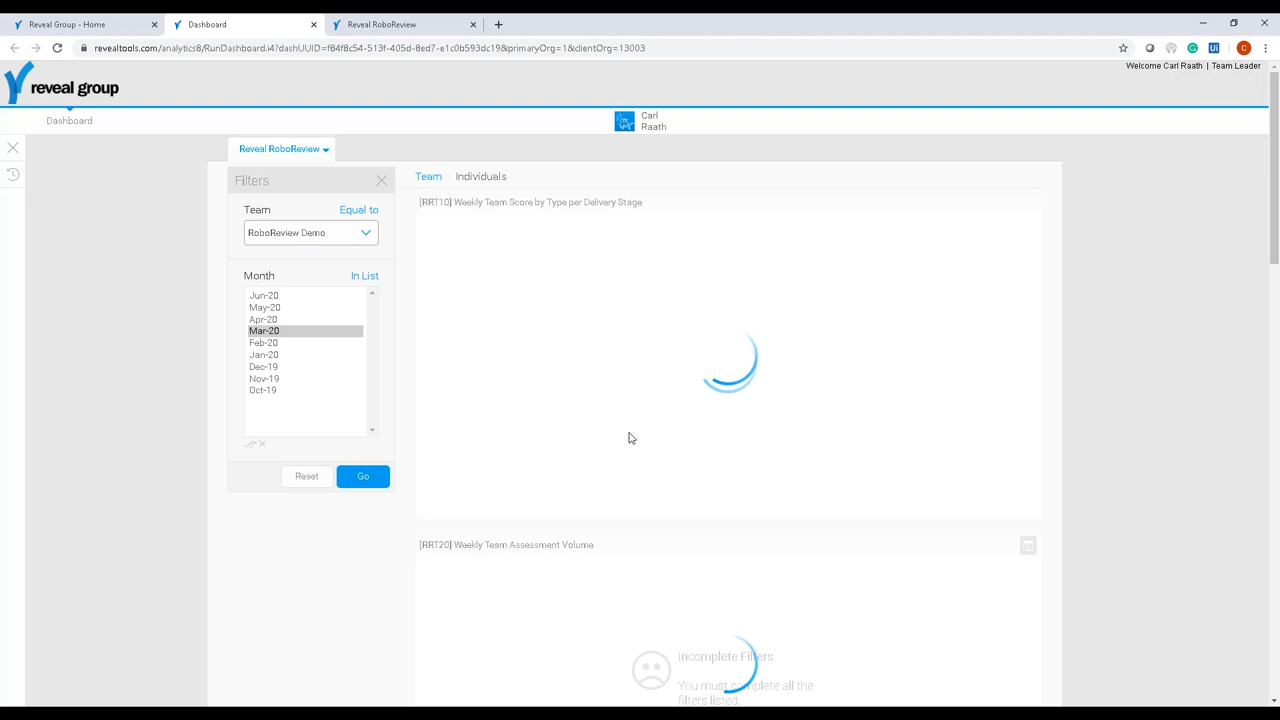 Reveal Group - Home
Dashboard
Reveal RoboReview
revealtools.com/analytics8/RunDashboard.i4?dashUUID=f84f8c54-513f-405d-8ed7-e1c0b593dc19&primaryOrg=1&clientOrg=13003
C
Welcome Carl Raath | Team Leader
reveal group
Dashboard
Carl
Raath
Reveal RoboReview
Filters
Team Individuals
Team Equal to
[RRT10] Weekly Team Score by Type per Delivery Stage
RoboReview Demo
Month In List
Jun-20
May-20
Apr-20
Mar-20
Feb-20
Jan-20
Dec-19
Nov-19
Oct-19
Reset Go
[RRT20] Weekly Team Assessment Volume
Incomplete Filters
You must complete all the
filters listed.